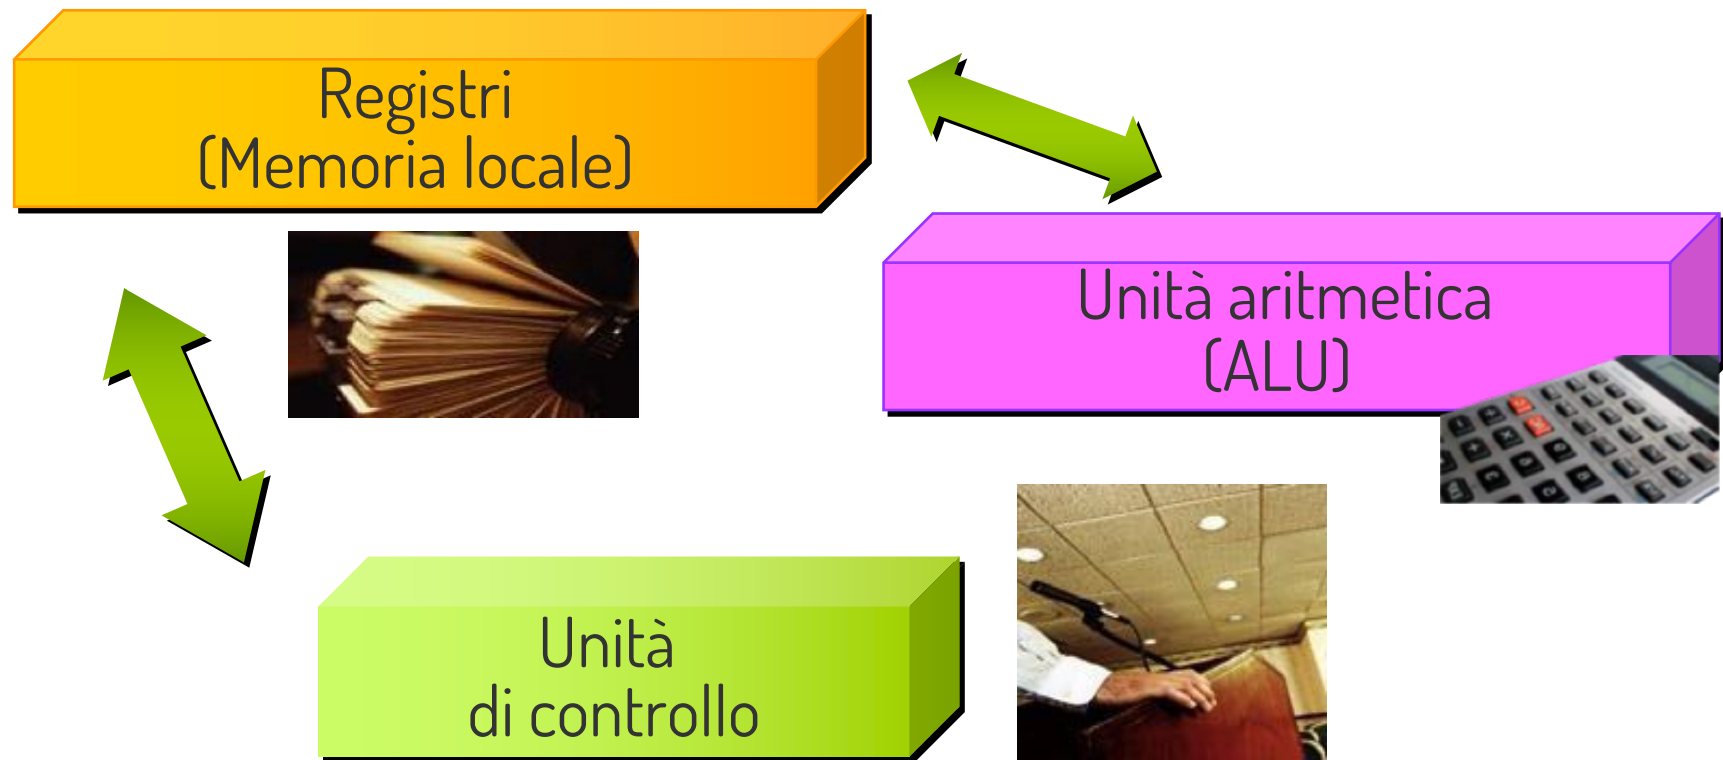 Registri
(Memoria locale)
Unità aritmetica
(ALU)
Unità
di controllo